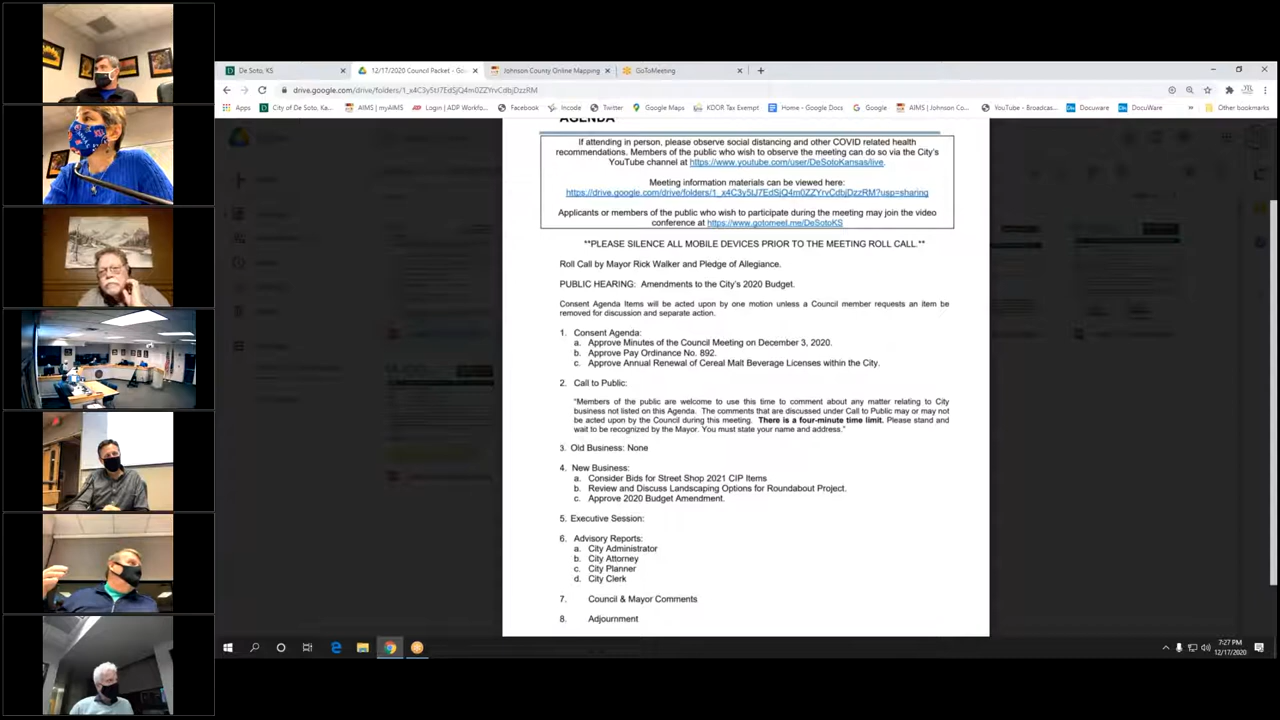 De Soto, KS
12/17/2020 Council Packet - Go
Johnson County Online Mapping
GoToMeeting
drive.google.com/drive/folders/1_x4C3y5tJ7EdSjQ4m0ZZYrvCdbjDzzRM
Apps
City of De Soto, Ka...
AIMS | myAIMS
Login | ADP Workfo...
Facebook
Incode
Twitter
Google Maps
KDOR Tax Exempt
Home - Google Docs
Google
AIMS | Johnson Co...
YouTube - Broadcas...
Docuware
DocuWare
Other bookmarks
AGENDA
If attending in person, please observe social distancing and other COVID related health
recommendations. Members of the public who wish to observe the meeting can do so via the City's
YouTube channel at https://www.youtube.com/user/DeSotoKansas/live.
Meeting information materials can be viewed here:
https://drive.google.com/drive/folders/1_x4C3y5tJ7EdSjQ4m0ZZYrvCdbjDzzRM?usp=sharing
Applicants or members of the public who wish to participate during the meeting may join the video
conference at https://www.gotomeet.me/DeSotoKS
**PLEASE SILENCE ALL MOBILE DEVICES PRIOR TO THE MEETING ROLL CALL.**
Roll Call by Mayor Rick Walker and Pledge of Allegiance.
PUBLIC HEARING: Amendments to the City's 2020 Budget.
Consent Agenda Items will be acted upon by one motion unless a Council member requests an item be
removed for discussion and separate action.
1. Consent Agenda:
a. Approve Minutes of the Council Meeting on December 3, 2020.
b. Approve Pay Ordinance No. 892.
c. Approve Annual Renewal of Cereal Malt Beverage Licenses within the City.
2. Call to Public:
"Members of the public are welcome to use this time to comment about any matter relating to City
business not listed on this Agenda. The comments that are discussed under Call to Public may or may not
be acted upon by the Council during this meeting. There is a four-minute time limit. Please stand and
wait to be recognized by the Mayor. You must state your name and address."
3. Old Business: None
4. New Business:
a. Consider Bids for Street Shop 2021 CIP Items
b. Review and Discuss Landscaping Options for Roundabout Project.
c. Approve 2020 Budget Amendment.
5. Executive Session:
6. Advisory Reports:
a. City Administrator
b. City Attorney
c. City Planner
d. City Clerk
7. Council & Mayor Comments
8. Adjournment
7:27 PM
12/17/2020